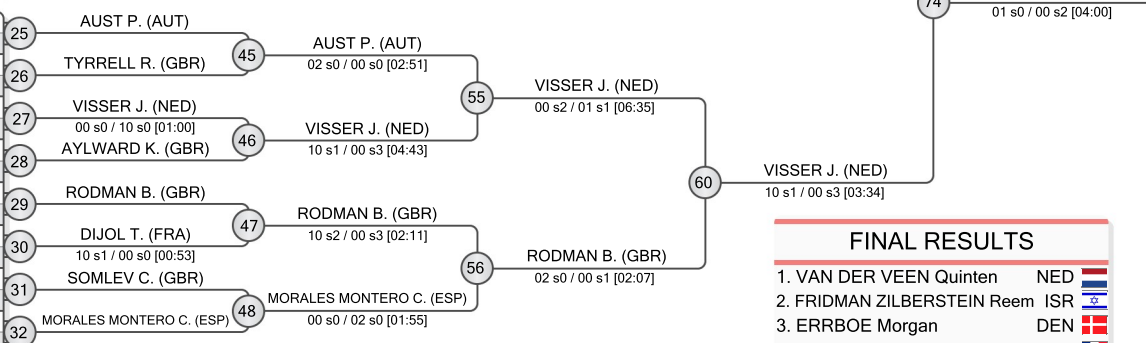 25
AUST P. (AUT)
26
TYRRELL R. (GBR)
27
VISSER J. (NED)
00 s0 / 10 s0 [01:00]
28
AYLWARD K. (GBR)
29
RODMAN B. (GBR)
30
DIJOL T. (FRA)
10 s1 / 00 s0 [00:53]
31
SOMLEV C. (GBR)
32
MORALES MONTERO C. (ESP)
45
AUST P. (AUT)
02 s0 / 00 s0 [02:51]
46
VISSER J. (NED)
10 s1 / 00 s3 [04:43]
47
RODMAN B. (GBR)
10 s2 / 00 s3 [02:11]
48
MORALES MONTERO C. (ESP)
00 s0 / 02 s0 [01:55]
55
VISSER J. (NED)
00 s2 / 01 s1 [06:35]
56
RODMAN B. (GBR)
02 s0 / 00 s1 [02:07]
60
VISSER J. (NED)
10 s1 / 00 s3 [03:34]
74
01 s0 / 00 s2 [04:00]
FINAL RESULTS
1. VAN DER VEEN Quinten NED
2. FRIDMAN ZILBERSTEIN Reem ISR
3. ERRBOE Morgan DEN